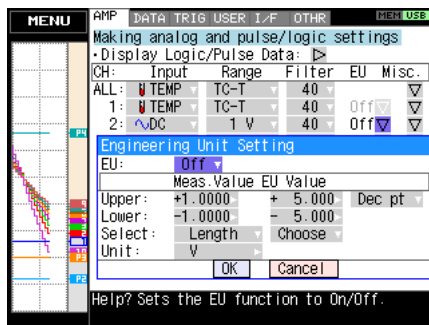 MENU
AMP DATA TRIG USER I/F OTHR MEM USB
Making analog and pulse/logic settings
・Display Logic/Pulse Data:
CH: Input Range Filter EU Misc.
ALL: TEMP TC-T 40
1: TEMP TC-T 40 Off
2: DC 1 V 40 Off
Engineering Unit Setting
EU: Off
Meas.Value EU Value
Upper: +1.0000 + 5.000 Dec pt
Lower: -1.0000 - 5.000
Select: Length Choose
Unit: V
OK Cancel
Help? Sets the EU function to On/Off.
P4
P3
P2